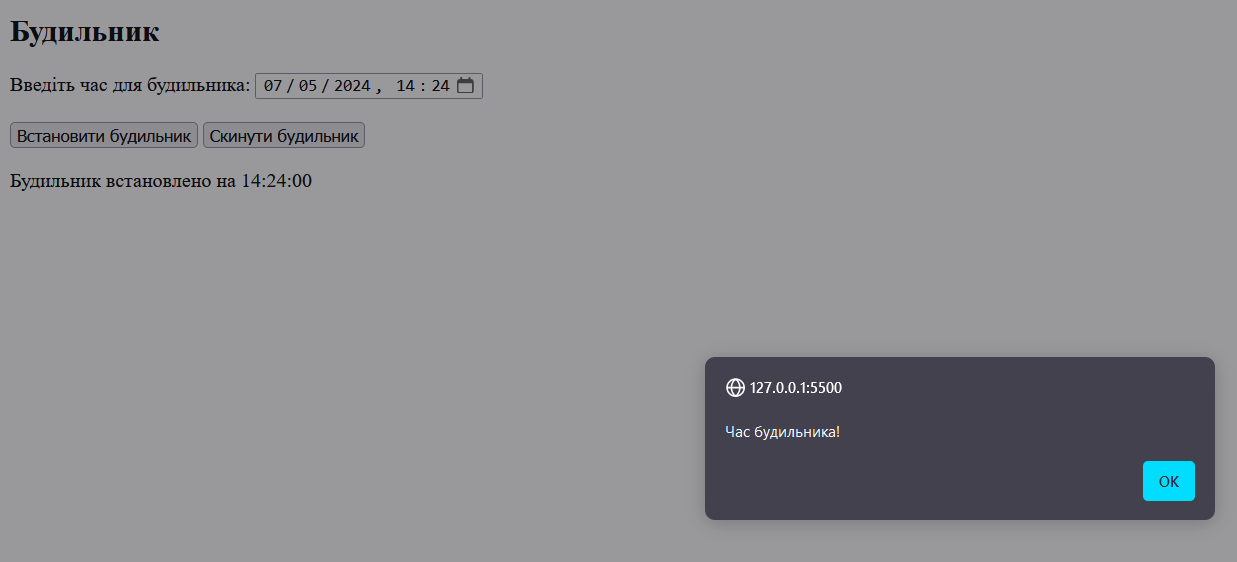 Будильник
Введіть час для будильника: 07/05/2024, 14:24
Встановити будильник Скинути будильник
Будильник встановлено на 14:24:00
127.0.0.1:5500
Час будильника!
OK